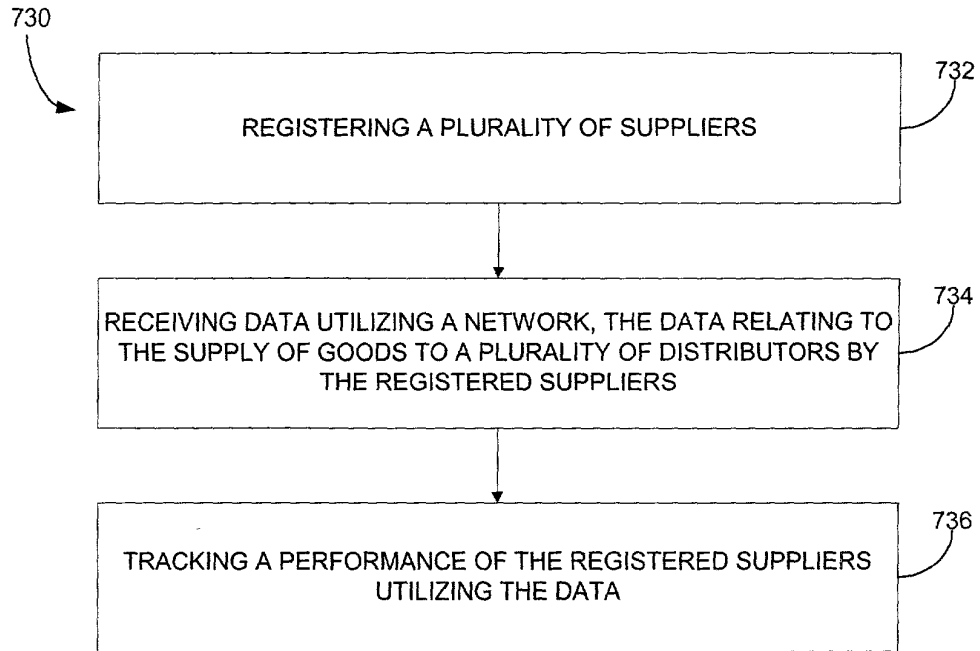 730
732
REGISTERING A PLURALITY OF SUPPLIERS
734
RECEIVING DATA UTILIZING A NETWORK, THE DATA RELATING TO
THE SUPPLY OF GOODS TO A PLURALITY OF DISTRIBUTORS BY
THE REGISTERED SUPPLIERS
736
TRACKING A PERFORMANCE OF THE REGISTERED SUPPLIERS
UTILIZING THE DATA